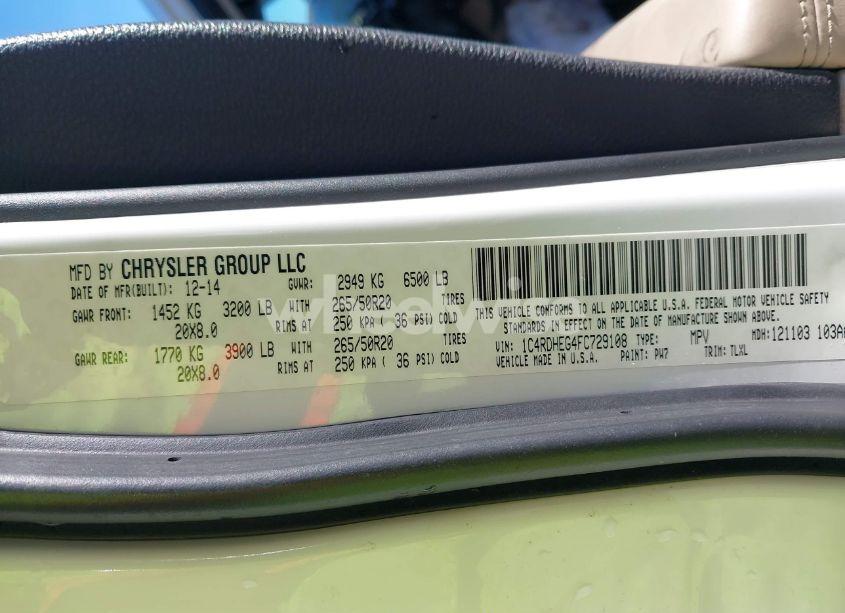 MFD BY CHRYSLER GROUP LLC
DATE OF MFR(BUILT): 12-14 GVWR: 2949 KG 6500 LB
GAWR FRONT: 1452 KG 3200 LB WITH 265/50R20 TIRES
20X8.0 RIMS AT 250 KPA ( 36 PSI) COLD
GAWR REAR: 1770 KG 3900 LB WITH 265/50R20 TIRES
20X8.0 RIMS AT 250 KPA ( 36 PSI) COLD
THIS VEHICLE CONFORMS TO ALL APPLICABLE U.S.A. FEDERAL MOTOR VEHICLE SAFETY
STANDARDS IN EFFECT ON THE DATE OF MANUFACTURE SHOWN ABOVE.
VIN: 1C4RDHEG4FC729108 TYPE: MPV MDH: 121103 103A
VEHICLE MADE IN U.S.A. PAINT: PW7 TRIM: TLXL